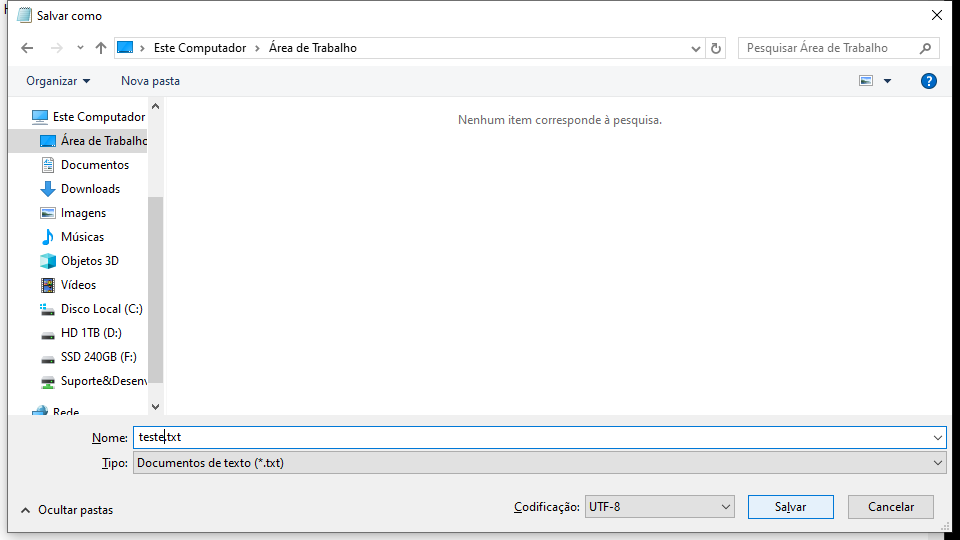 Salvar como
Este Computador > Área de Trabalho
Pesquisar Área de Trabalho
Organizar
Nova pasta
Este Computador
Área de Trabalho
Documentos
Downloads
Imagens
Músicas
Objetos 3D
Vídeos
Disco Local (C:)
HD 1TB (D:)
SSD 240GB (F:)
Suporte&Desenv
Rede
Nenhum item corresponde à pesquisa.
Nome: teste.txt
Tipo: Documentos de texto (*.txt)
Ocultar pastas
Codificação: UTF-8
Salvar
Cancelar